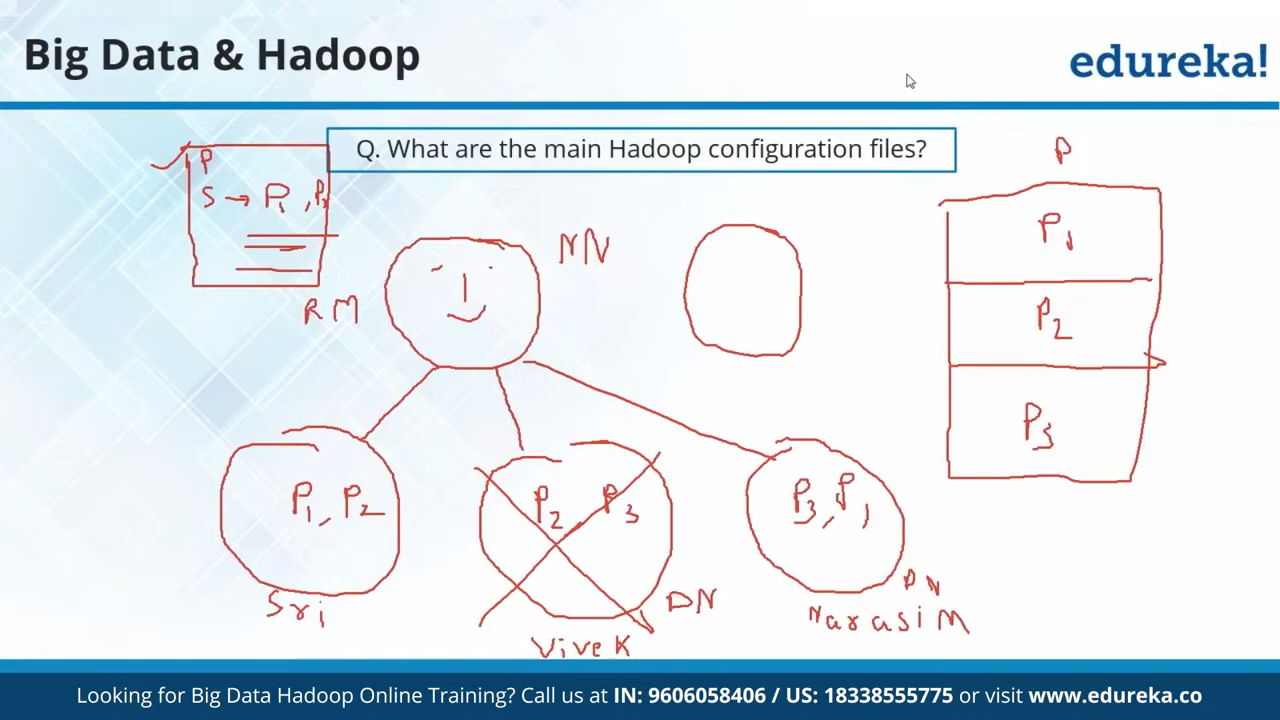 Big Data & Hadoop
edureka!
Q. What are the main Hadoop configuration files?
P
P
S → P1, P2
P1
NN
RM
P2
P3
P1, P2
P2 P3
P3, P1
DN
DN
Sri
Vivek
NarasiM
Looking for Big Data Hadoop Online Training? Call us at IN: 9606058406 / US: 18338555775 or visit www.edureka.co